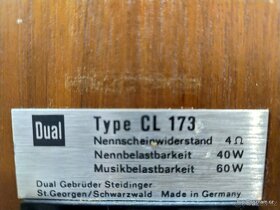 Dual
Type CL 173
Nennscheinwiderstand 4 Ω
Nennbelastbarkeit 40 W
Musikbelastbarkeit 60 W
Dual Gebrüder Steidinger
St.Georgen/Schwarzwald Made in Germany